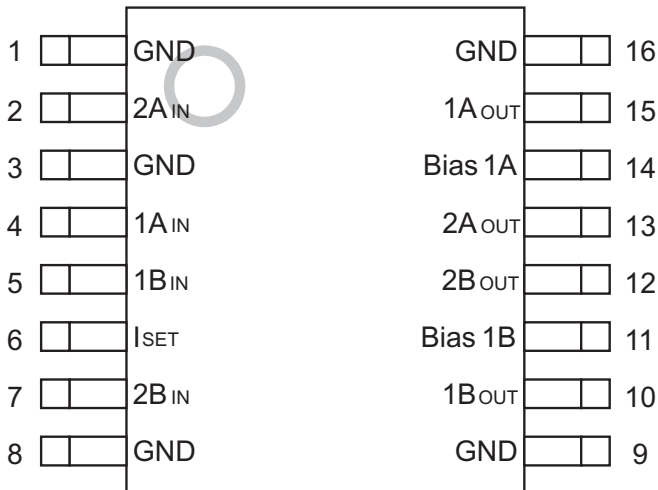 1 GND GND 16
2 2A IN 1A OUT 15
3 GND Bias 1A 14
4 1A IN 2A OUT 13
5 1B IN 2B OUT 12
6 ISET Bias 1B 11
7 2B IN 1B OUT 10
8 GND GND 9